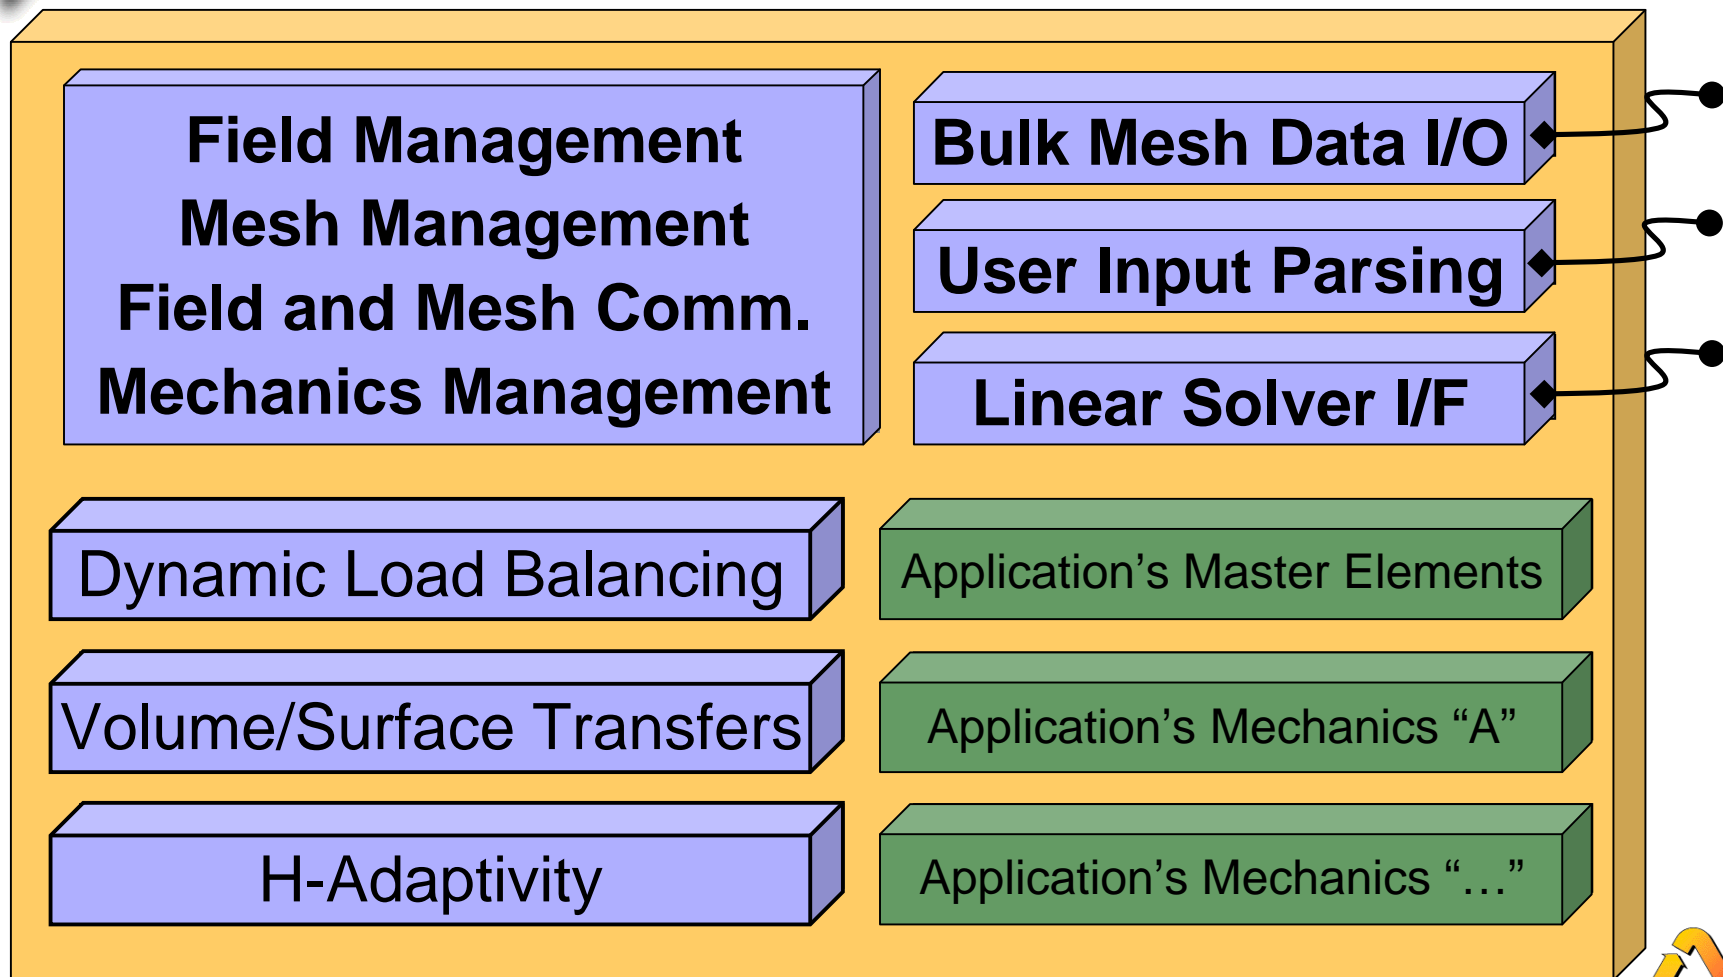 Field Management
Mesh Management
Field and Mesh Comm.
Mechanics Management
Bulk Mesh Data I/O
User Input Parsing
Linear Solver I/F
Dynamic Load Balancing
Volume/Surface Transfers
H-Adaptivity
Application’s Master Elements
Application’s Mechanics “A”
Application’s Mechanics “…”